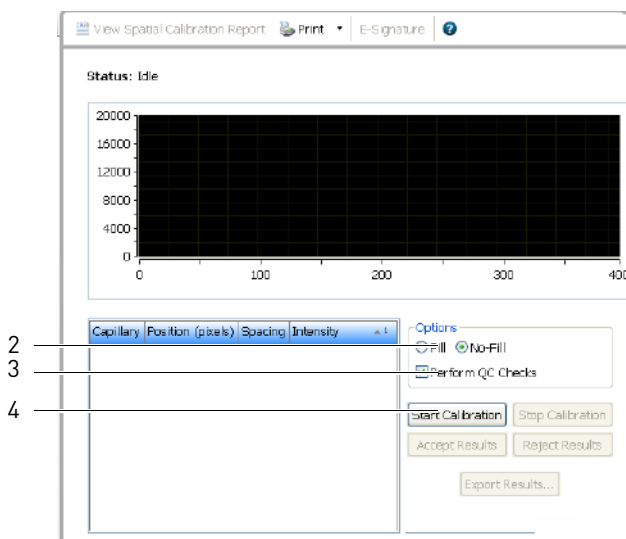 View Spatial Calibration Report Print E-Signature
Status: Idle
20000
16000
12000
8000
4000
0
0 100 200 300 400
Capillary Position (pixels) Spacing Intensity 1
Options
2
Fill No-Fill
3
Perform QC Checks
4
Start Calibration Stop Calibration
Accept Results Reject Results
Export Results...